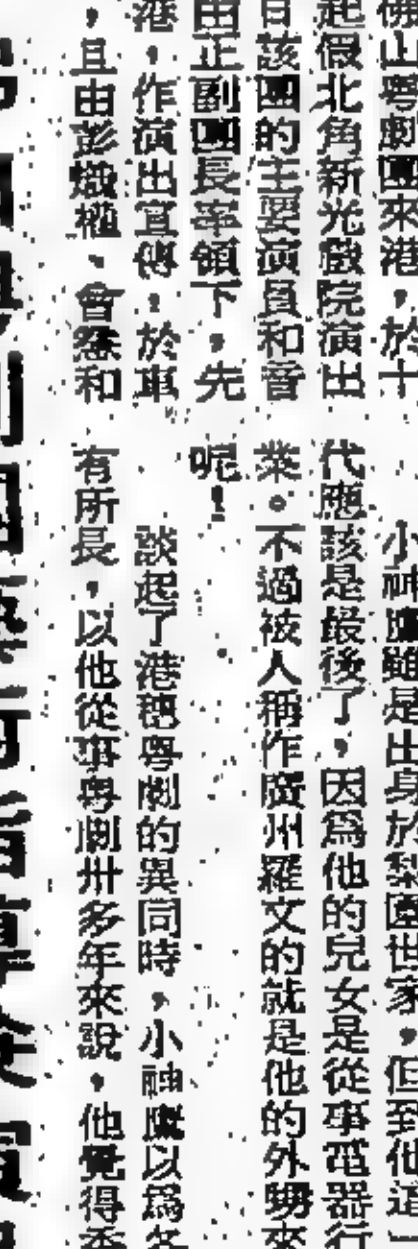 佛山粵劇團來港，於十
起假北角新光戲院演出
日該團的主要演員和音
由正副團長率領下，先
港，作演出宣傳，於車
，且由彭熾權、曾慧和
小神鷹雖是出身於梨園世家，但到他這一
代應該是最後了，因爲他的兒女是從事電器行
業。不過被人稱作廣州羅文的就是他的外甥來
呢！
談起了港穗粵劇的異同時，小神鷹以爲各
有所長，以他從事粵劇卅多年來說，他覺得